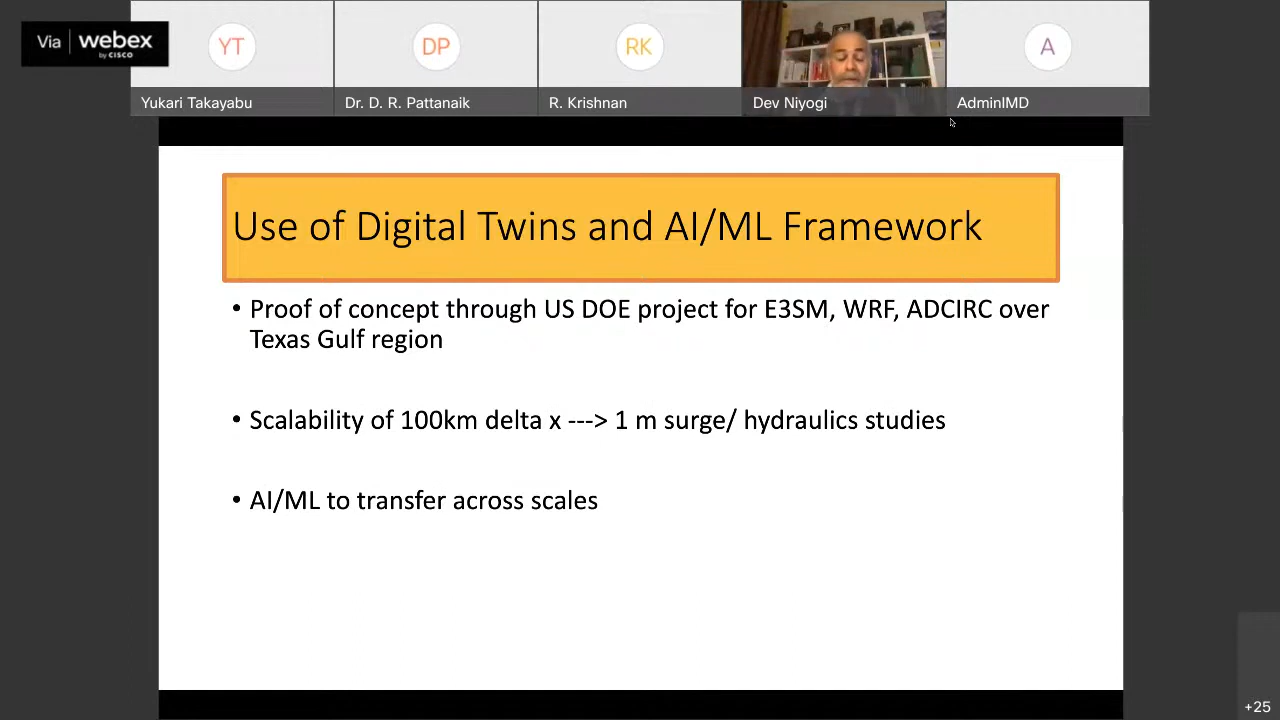 Via webex
by CISCO
YT
DP
RK
A
Yukari Takayabu
Dr. D. R. Pattanaik
R. Krishnan
Dev Niyogi
AdminIMD
Use of Digital Twins and AI/ML Framework
• Proof of concept through US DOE project for E3SM, WRF, ADCIRC over
Texas Gulf region
• Scalability of 100km delta x ---> 1 m surge/ hydraulics studies
• AI/ML to transfer across scales
+25